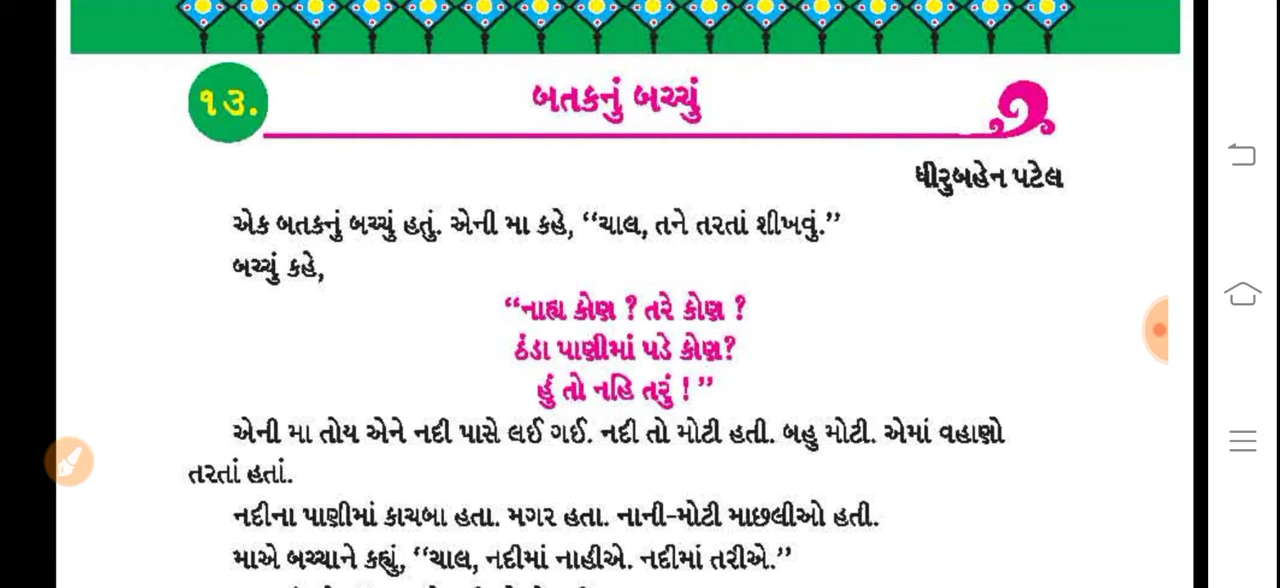 ૧૩.
બતકનું બચ્ચું
ધીરુબહેન પટેલ
એક બતકનું બચ્ચું હતું. એની મા કહે, “ચાલ, તને તરતાં શીખવું.”
બચ્ચું કહે,
“નાહ્ય કોણ ? તરે કોણ ?
ઠંડા પાણીમાં પડે કોણ?
હું તો નહિ તરું ! ”
એની મા તોય એને નદી પાસે લઈ ગઈ. નદી તો મોટી હતી. બહુ મોટી. એમાં વહાણો
તરતાં હતાં.
નદીના પાણીમાં કાચબા હતા. મગર હતા. નાની-મોટી માછલીઓ હતી.
માએ બચ્ચાને કહ્યું, “ચાલ, નદીમાં નાહીએ. નદીમાં તરીએ.”